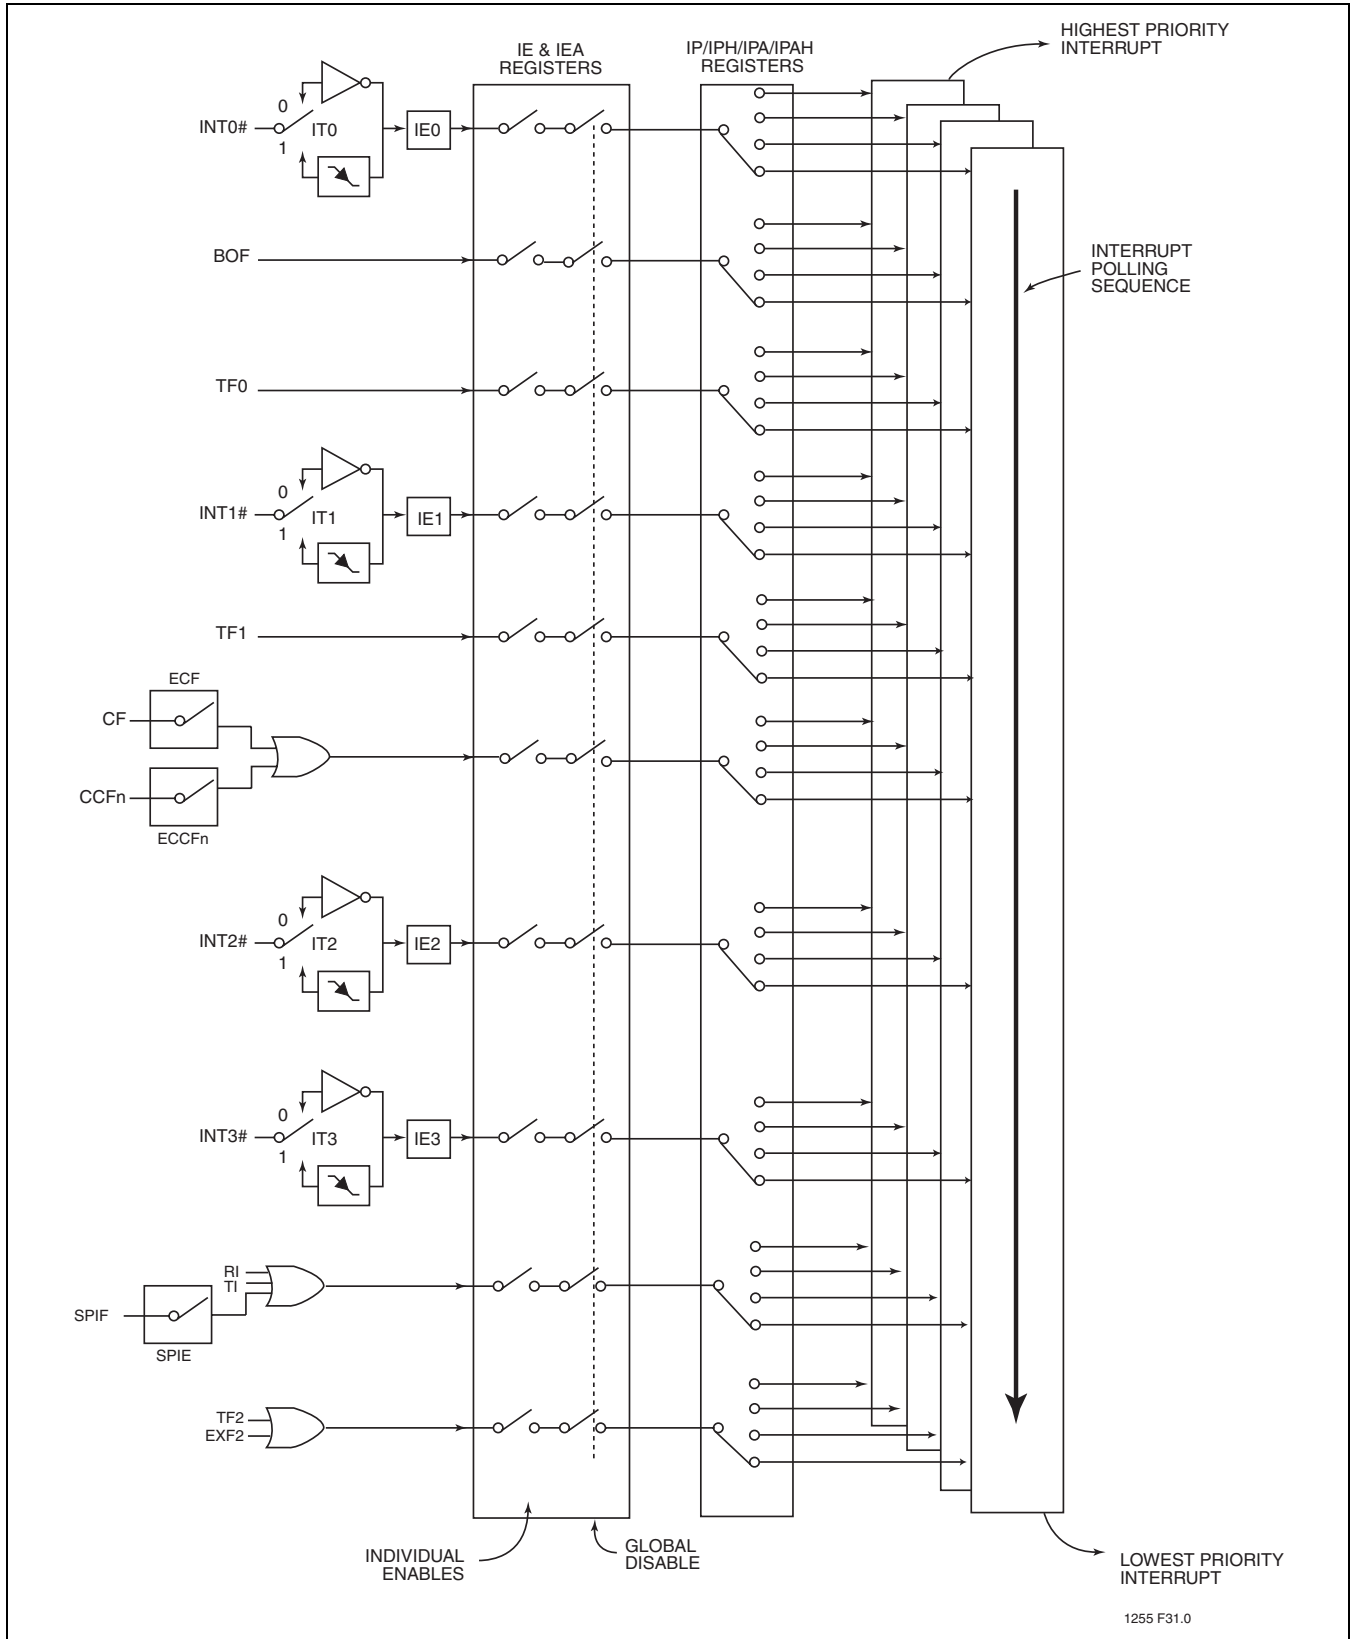 HIGHEST PRIORITY
INTERRUPT
IE & IEA
REGISTERS
IP/IPH/IPA/IPAH
REGISTERS
0
INT0#
IT0
IE0
1
BOF
INTERRUPT
POLLING
SEQUENCE
TF0
0
INT1#
IT1
IE1
1
TF1
ECF
CF
CCFn
ECCFn
0
INT2#
IT2
IE2
1
0
INT3#
IT3
IE3
1
RI
TI
SPIF
SPIE
TF2
EXF2
INDIVIDUAL
ENABLES
GLOBAL
DISABLE
LOWEST PRIORITY
INTERRUPT
1255 F31.0